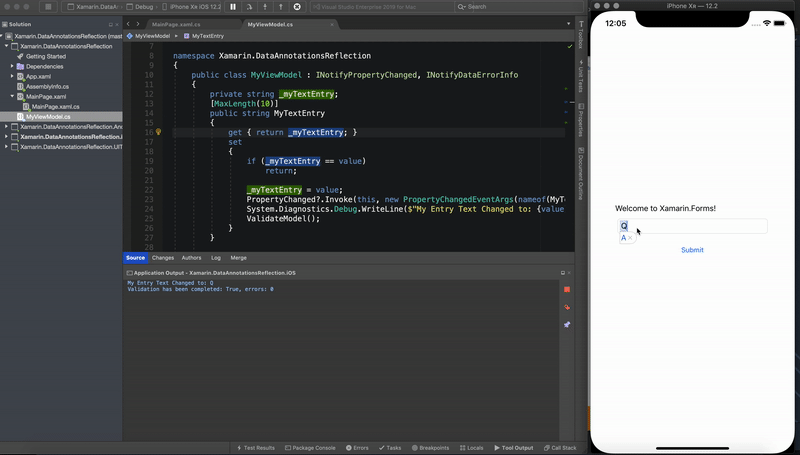 Xamarin.DataAnnotationsRefl
Debug
iPhone Xʀ iOS 12.2
Visual Studio Enterprise 2019 for Mac
Search
iPhone Xʀ — 12.2
Solution
Xamarin.DataAnnotationsReflection (mast
Xamarin.DataAnnotationsReflection
Getting Started
Dependencies
App.xaml
AssemblyInfo.cs
MainPage.xaml
MainPage.xaml.cs
MyViewModel.cs
Xamarin.DataAnnotationsReflection.And
Xamarin.DataAnnotationsReflection.i
Xamarin.DataAnnotationsReflection.UIT
MainPage.xaml.cs
MyViewModel.cs
MyViewModel
MyTextEntry
7
8 namespace Xamarin.DataAnnotationsReflection
9 {
10 public class MyViewModel : INotifyPropertyChanged, INotifyDataErrorInfo
11 {
12 private string _myTextEntry;
13 [MaxLength(10)]
14 public string MyTextEntry
15 {
16 get { return _myTextEntry; }
17 set
18 {
19 if (_myTextEntry == value)
20 return;
21
22 _myTextEntry = value;
23 PropertyChanged?.Invoke(this, new PropertyChangedEventArgs(nameof(MyT
24 System.Diagnostics.Debug.WriteLine($"My Entry Text Changed to: {value
25 ValidateModel();
26 }
27 }
28
Source
Changes
Authors
Log
Merge
Application Output - Xamarin.DataAnnotationsReflection.iOS
My Entry Text Changed to: Q
Validation has been completed: True, errors: 0
Test Results
Package Console
Errors
Tasks
Breakpoints
Locals
Tool Output
Call Stack
Toolbox
Unit Tests
Properties
Document Outline
12:05
Welcome to Xamarin.Forms!
Q
A ×
Submit